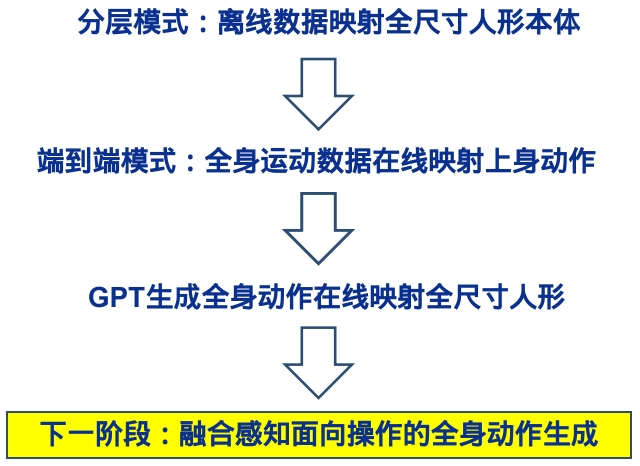 分层模式：离线数据映射全尺寸人形本体
端到端模式：全身运动数据在线映射上身动作
GPT生成全身动作在线映射全尺寸人形
下一阶段：融合感知面向操作的全身动作生成